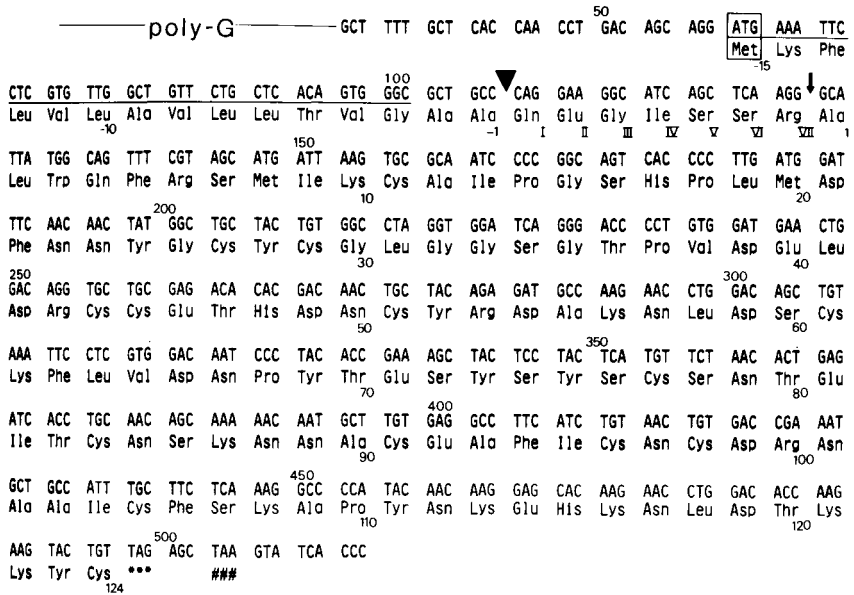 poly-G GCT TTT GCT CAC CAA CCT GAC AGC AGG ATG AAA TTC
50
Met Lys Phe
-15
CTC GTG TTG GCT GTT CTG CTC ACA GTG GGC GCT GCC CAG GAA GGC ATC AGC TCA AGG GCA
100
Leu Val Leu Ala Val Leu Leu Thr Val Gly Ala Ala Gln Glu Gly Ile Ser Ser Arg Ala
-10 -1 I II III IV V VI VII 1
150
TTA TGG CAG TTT CGT AGC ATG ATT AAG TGC GCA ATC CCC GGC AGT CAC CCC TTG ATG GAT
Leu Trp Gln Phe Arg Ser Met Ile Lys Cys Ala Ile Pro Gly Ser His Pro Leu Met Asp
10 20
200
TTC AAC AAC TAT GGC TGC TAC TGT GGC CTA GGT GGA TCA GGG ACC CCT GTG GAT GAA CTG
Phe Asn Asn Tyr Gly Cys Tyr Cys Gly Leu Gly Gly Ser Gly Thr Pro Val Asp Glu Leu
30 40
250 300
GAC AGG TGC TGC GAG ACA CAC GAC AAC TGC TAC AGA GAT GCC AAG AAC CTG GAC AGC TGT
Asp Arg Cys Cys Glu Thr His Asp Asn Cys Tyr Arg Asp Ala Lys Asn Leu Asp Ser Cys
50 60
350
AAA TTC CTC GTG GAC AAT CCC TAC ACC GAA AGC TAC TCC TAC TCA TGT TCT AAC ACT GAG
Lys Phe Leu Val Asp Asn Pro Tyr Thr Glu Ser Tyr Ser Tyr Ser Cys Ser Asn Thr Glu
70 80
400
ATC ACC TGC AAC AGC AAA AAC AAT GCT TGT GAG GCC TTC ATC TGT AAC TGT GAC CGA AAT
Ile Thr Cys Asn Ser Lys Asn Asn Ala Cys Glu Ala Phe Ile Cys Asn Cys Asp Arg Asn
90 100
450
GCT GCC ATT TGC TTC TCA AAG GCC CCA TAC AAC AAG GAG CAC AAG AAC CTG GAC ACC AAG
Ala Ala Ile Cys Phe Ser Lys Ala Pro Tyr Asn Lys Glu His Lys Asn Leu Asp Thr Lys
110 120
500
AAG TAC TGT TAG AGC TAA GTA TCA CCC
Lys Tyr Cys *** ###
124